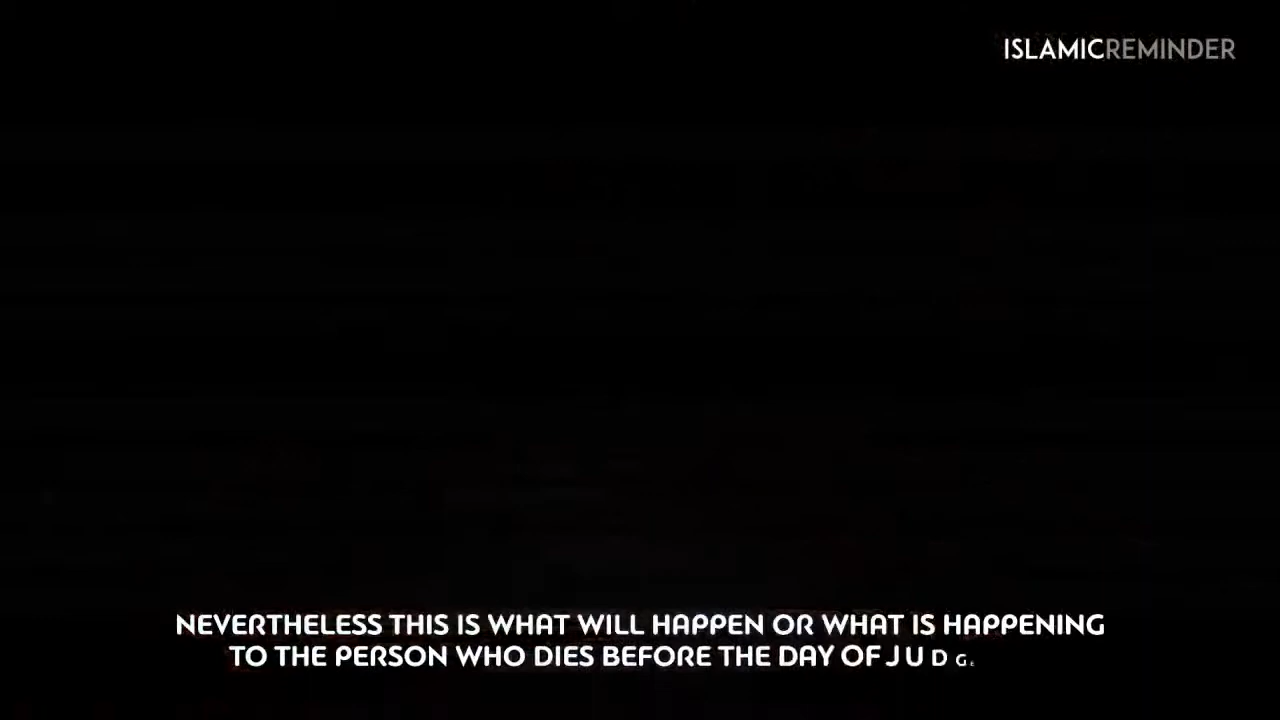 ISLAMICREMINDER
NEVERTHELESS THIS IS WHAT WILL HAPPEN OR WHAT IS HAPPENING
TO THE PERSON WHO DIES BEFORE THE DAY OF JUDGE